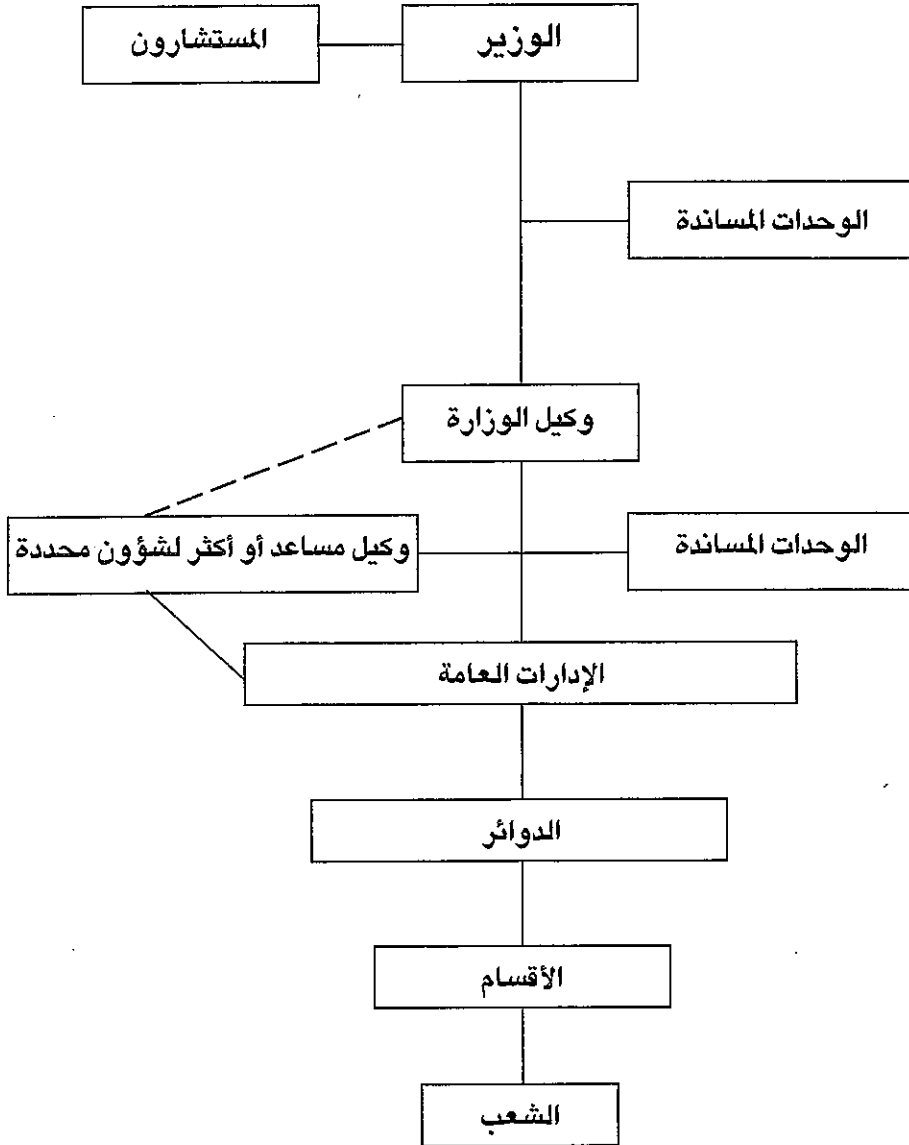 الوزير
المستشارون
الوحدات المساندة
وكيل الوزارة
وكيل مساعد أو أكثر لشؤون محددة
الوحدات المساندة
الإدارات العامة
الدوائر
الأقسام
الشعب